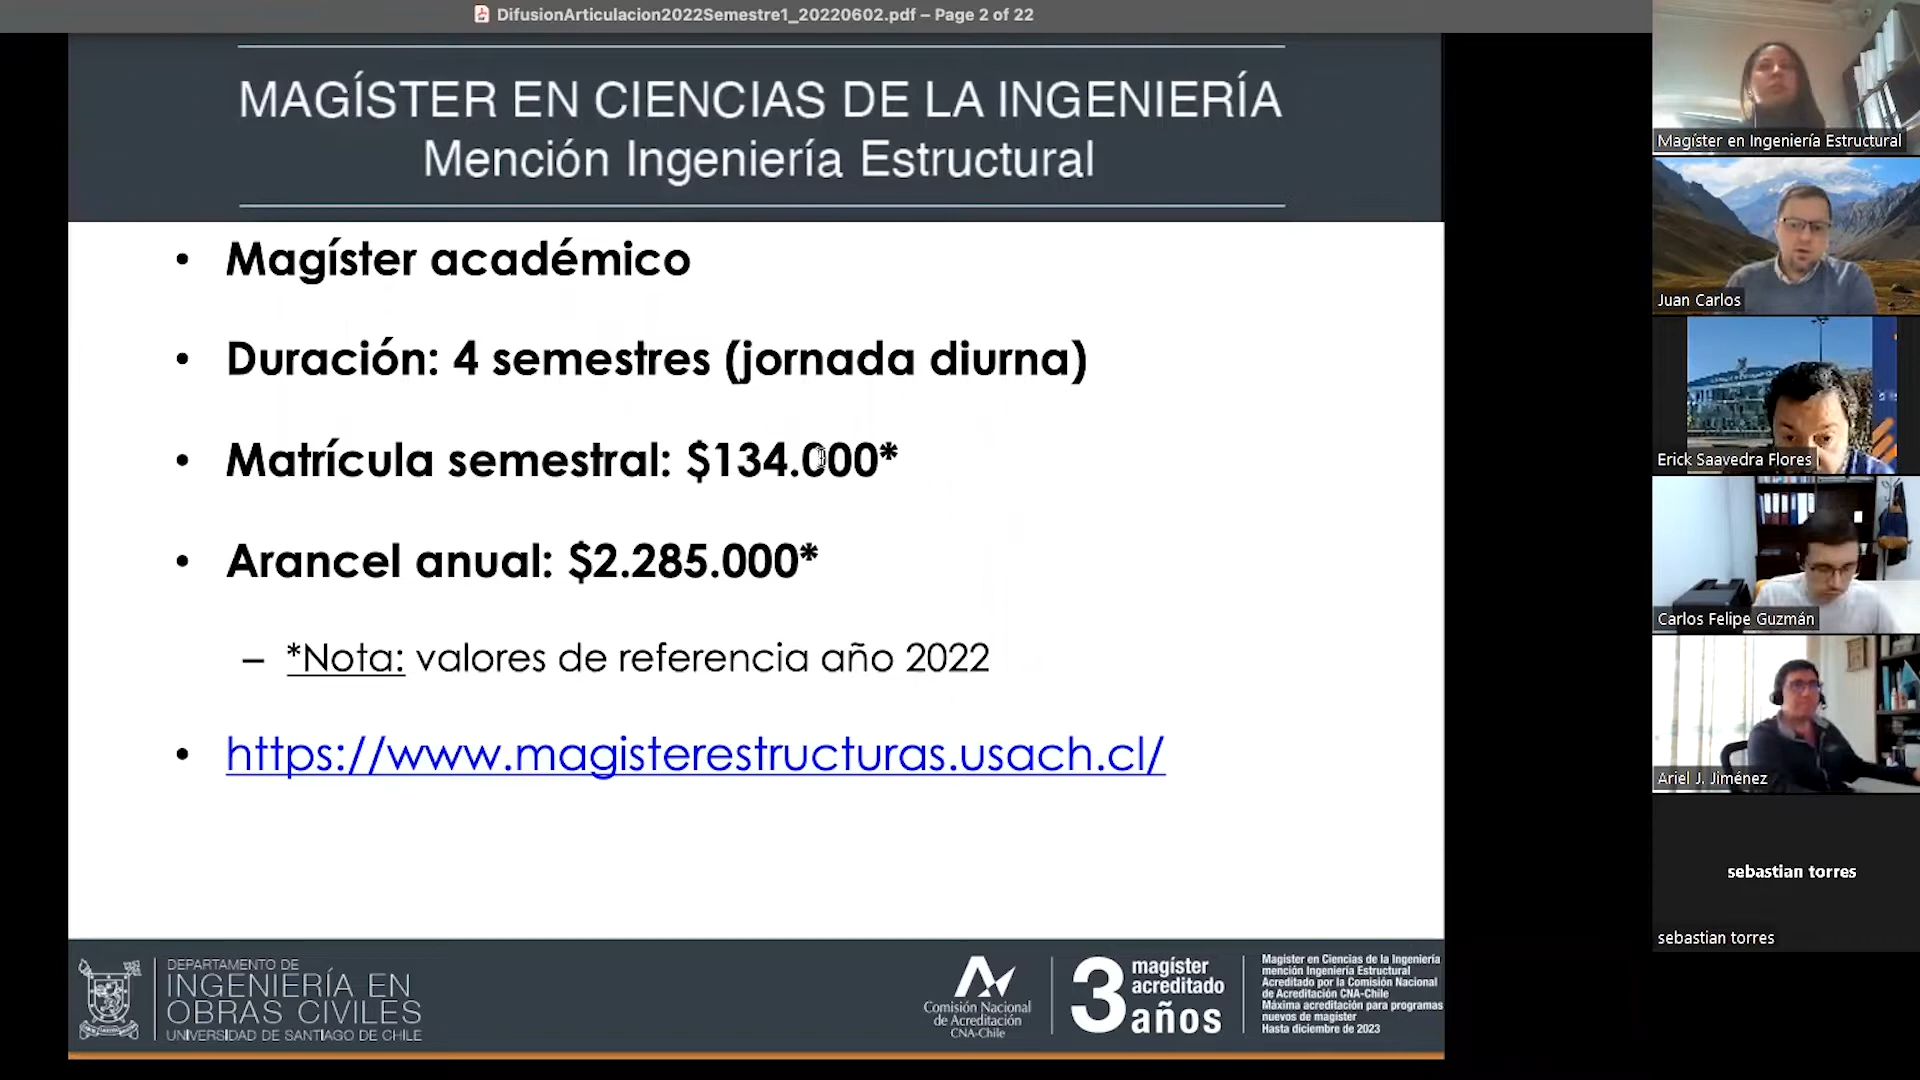 DifusionArticulacion2022Semestre1_20220602.pdf – Page 2 of 22
MAGÍSTER EN CIENCIAS DE LA INGENIERÍA
Mención Ingeniería Estructural
• Magíster académico
• Duración: 4 semestres (jornada diurna)
• Matrícula semestral: $134.000*
• Arancel anual: $2.285.000*
– *Nota: valores de referencia año 2022
• https://www.magisterestructuras.usach.cl/
DEPARTAMENTO DE
INGENIERÍA EN
OBRAS CIVILES
UNIVERSIDAD DE SANTIAGO DE CHILE
Comisión Nacional
de Acreditación
CNA-Chile
3 magíster
acreditado
años
Magíster en Ciencias de la Ingeniería
mención Ingeniería Estructural
Acreditado por la Comisión Nacional
de Acreditación CNA-Chile
Máxima acreditación para programas
nuevos de magíster
Hasta diciembre de 2023
Magíster en Ingeniería Estructural
Juan Carlos
Erick Saavedra Flores
Carlos Felipe Guzmán
Ariel J. Jiménez
sebastian torres
sebastian torres